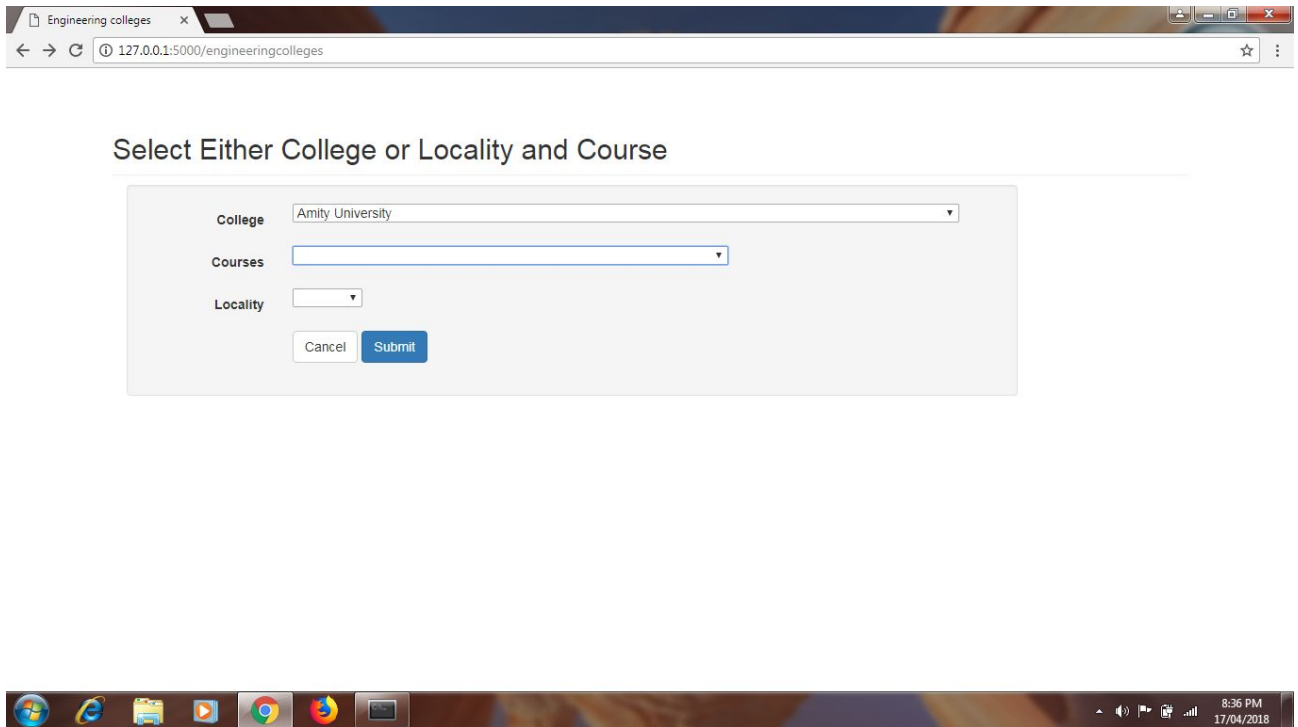 Engineering colleges
127.0.0.1:5000/engineeringcolleges
Select Either College or Locality and Course
College Amity University
Courses
Locality
Cancel Submit
8:36 PM
17/04/2018